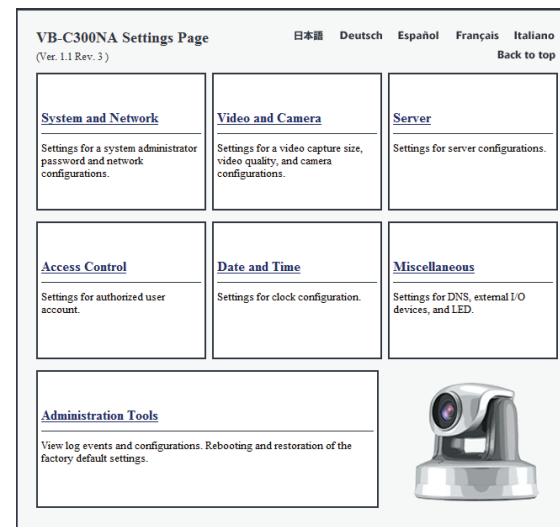 VB-C300NA Settings Page
日本語 Deutsch Español Français Italiano
(Ver. 1.1 Rev. 3 )
Back to top
System and Network
Settings for a system administrator
password and network
configurations.
Video and Camera
Settings for a video capture size,
video quality, and camera
configurations.
Server
Settings for server configurations.
Access Control
Settings for authorized user
account.
Date and Time
Settings for clock configuration.
Miscellaneous
Settings for DNS, external I/O
devices, and LED.
Administration Tools
View log events and configurations. Rebooting and restoration of the
factory default settings.